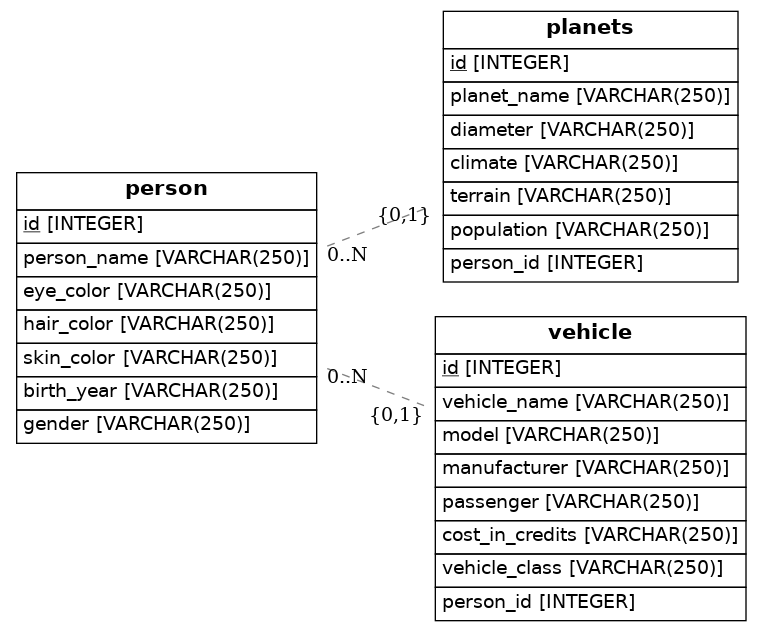 person
id [INTEGER]
person_name [VARCHAR(250)]
eye_color [VARCHAR(250)]
hair_color [VARCHAR(250)]
skin_color [VARCHAR(250)]
birth_year [VARCHAR(250)]
gender [VARCHAR(250)]
{0,1}
0..N
0..N
{0,1}
planets
id [INTEGER]
planet_name [VARCHAR(250)]
diameter [VARCHAR(250)]
climate [VARCHAR(250)]
terrain [VARCHAR(250)]
population [VARCHAR(250)]
person_id [INTEGER]
vehicle
id [INTEGER]
vehicle_name [VARCHAR(250)]
model [VARCHAR(250)]
manufacturer [VARCHAR(250)]
passenger [VARCHAR(250)]
cost_in_credits [VARCHAR(250)]
vehicle_class [VARCHAR(250)]
person_id [INTEGER]